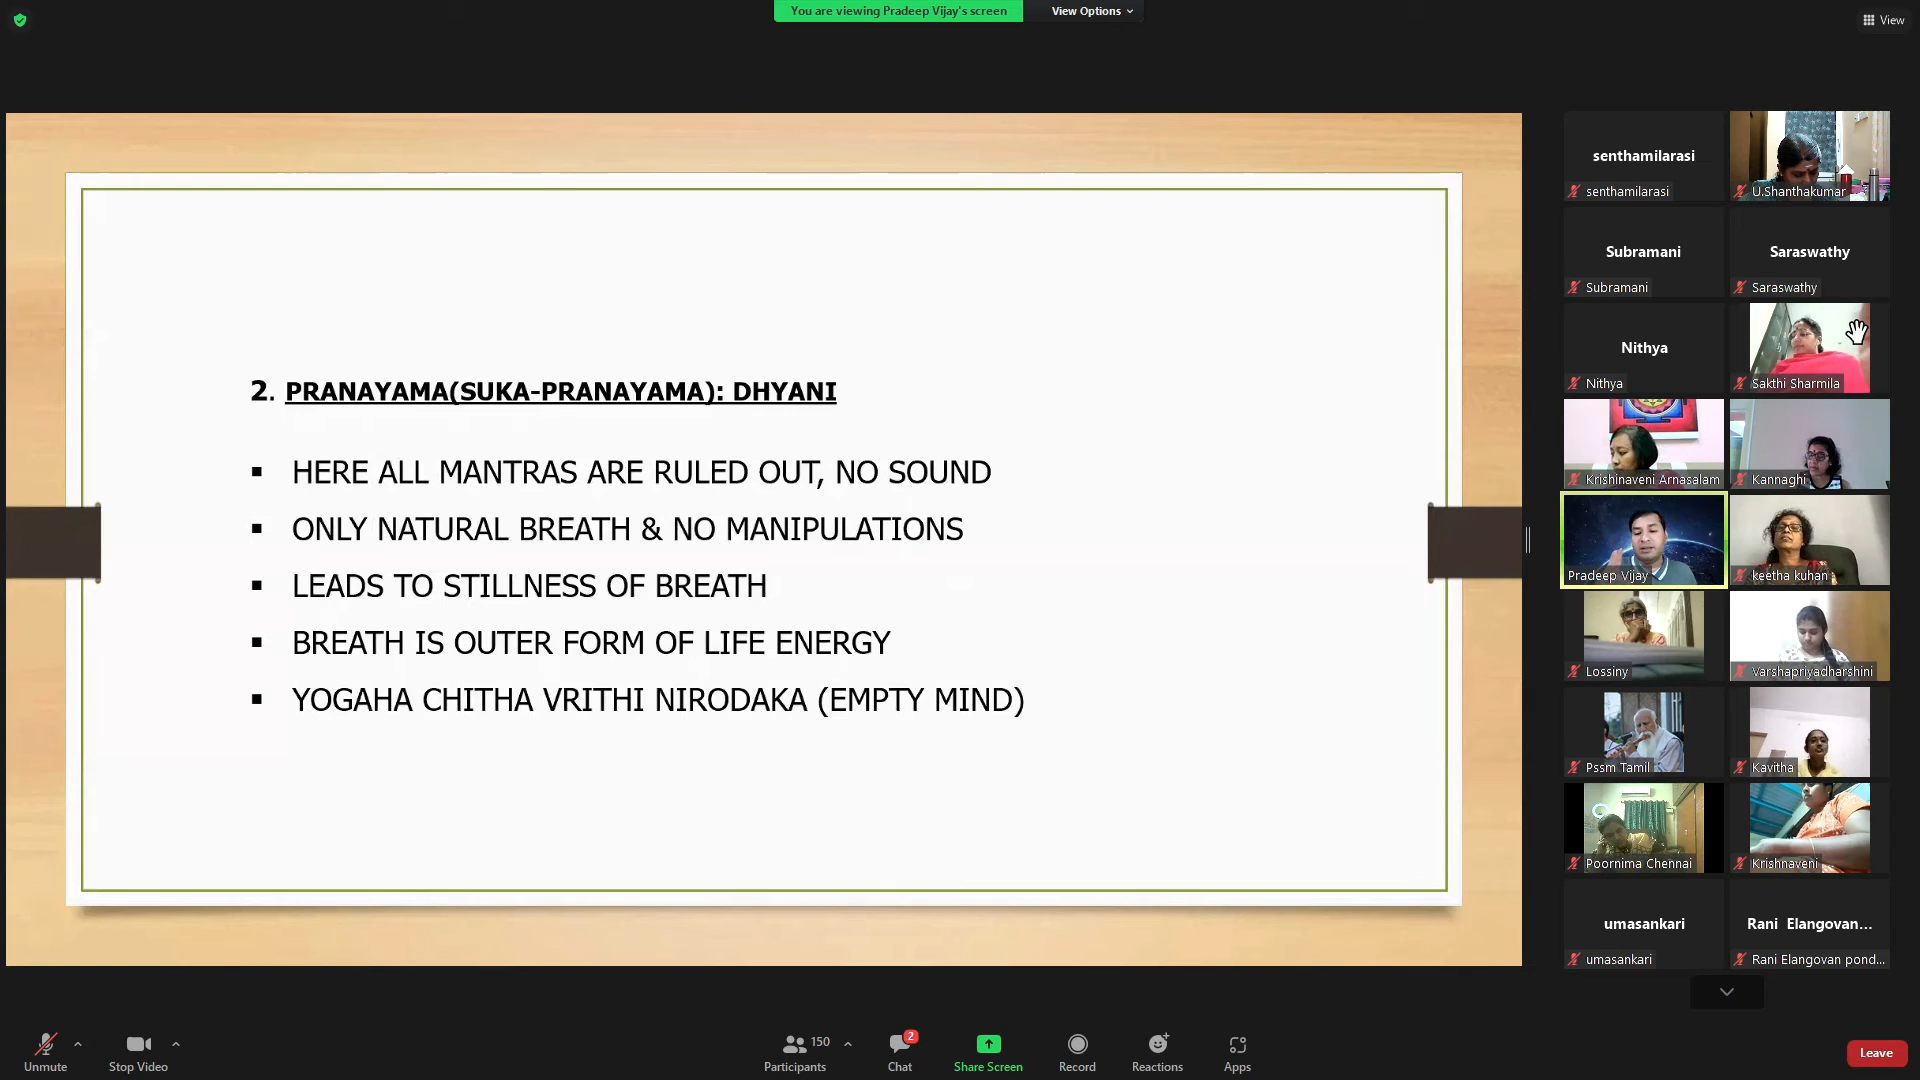 You are viewing Pradeep Vijay's screen
View Options
View
2. PRANAYAMA(SUKA-PRANAYAMA): DHYANI
▪ HERE ALL MANTRAS ARE RULED OUT, NO SOUND
▪ ONLY NATURAL BREATH & NO MANIPULATIONS
▪ LEADS TO STILLNESS OF BREATH
▪ BREATH IS OUTER FORM OF LIFE ENERGY
▪ YOGAHA CHITHA VRITHI NIRODAKA (EMPTY MIND)
senthamilarasi
senthamilarasi
U.Shanthakumar
Subramani
Saraswathy
Subramani
Saraswathy
Nithya
Nithya
Sakthi Sharmila
Krishinaveni Arnasalam
Kannaghi
Pradeep Vijay
keetha kuhan
Lossiny
Varshapriyadharshini
Pssm Tamil
Kavitha
Poornima Chennai
Krishnaveni
umasankari
Rani Elangovan...
umasankari
Rani Elangovan pond...
Unmute
Stop Video
150
Participants
2
Chat
Share Screen
Record
Reactions
Apps
Leave